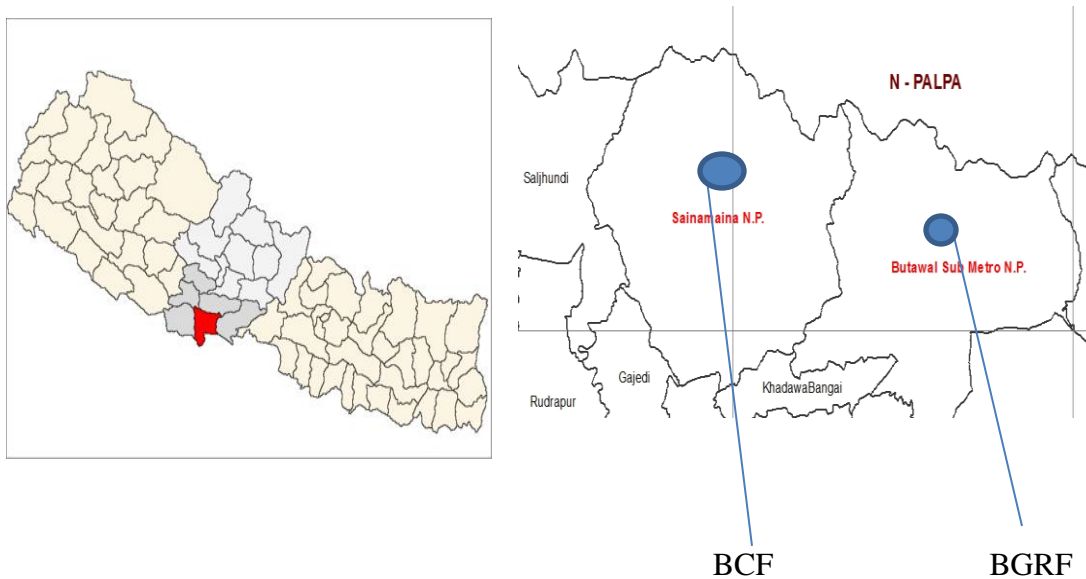 N - PALPA
Saljhundi
Sainamaina N.P.
Butawal Sub Metro N.P.
Gajedi
KhadawaBangai
Rudrapur
BCF
BGRF